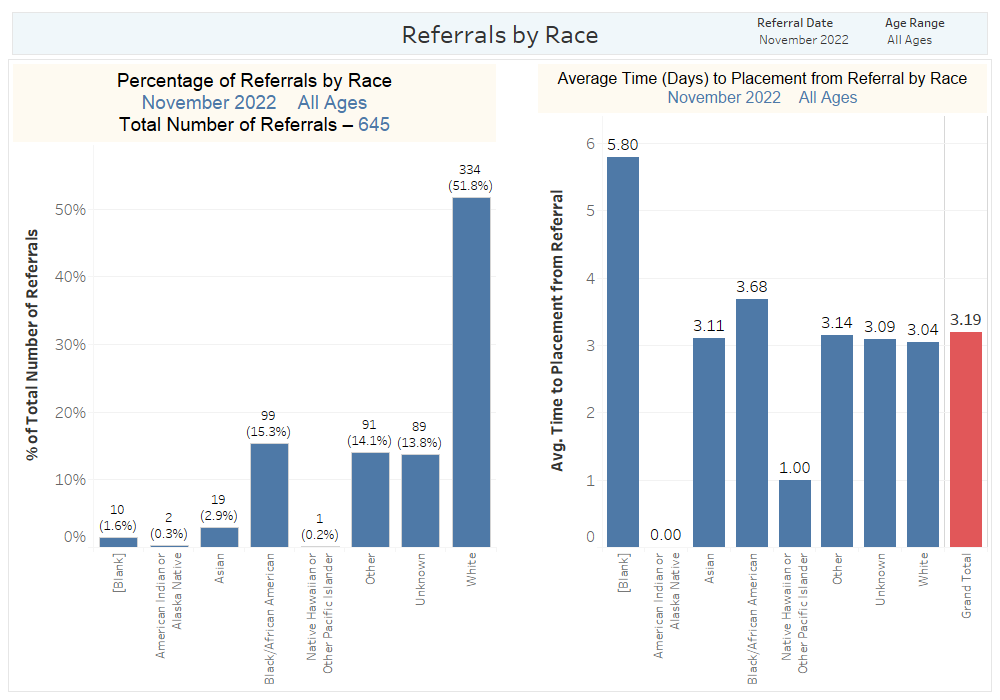 Referrals by Race
Referral Date
November 2022
Age Range
All Ages
Percentage of Referrals by Race
November 2022 All Ages
Total Number of Referrals – 645
% of Total Number of Referrals
50%
40%
30%
20%
10%
0%
10
(1.6%)
2
(0.3%)
19
(2.9%)
99
(15.3%)
1
(0.2%)
91
(14.1%)
89
(13.8%)
334
(51.8%)
[Blank]
American Indian or
Alaska Native
Asian
Black/African American
Native Hawaiian or
Other Pacific Islander
Other
Unknown
White
Average Time (Days) to Placement from Referral by Race
November 2022 All Ages
Avg. Time to Placement from Referral
6
5
4
3
2
1
0
5.80
0.00
3.11
3.68
1.00
3.14
3.09
3.04
3.19
[Blank]
American Indian or
Alaska Native
Asian
Black/African American
Native Hawaiian or
Other Pacific Islander
Other
Unknown
White
Grand Total